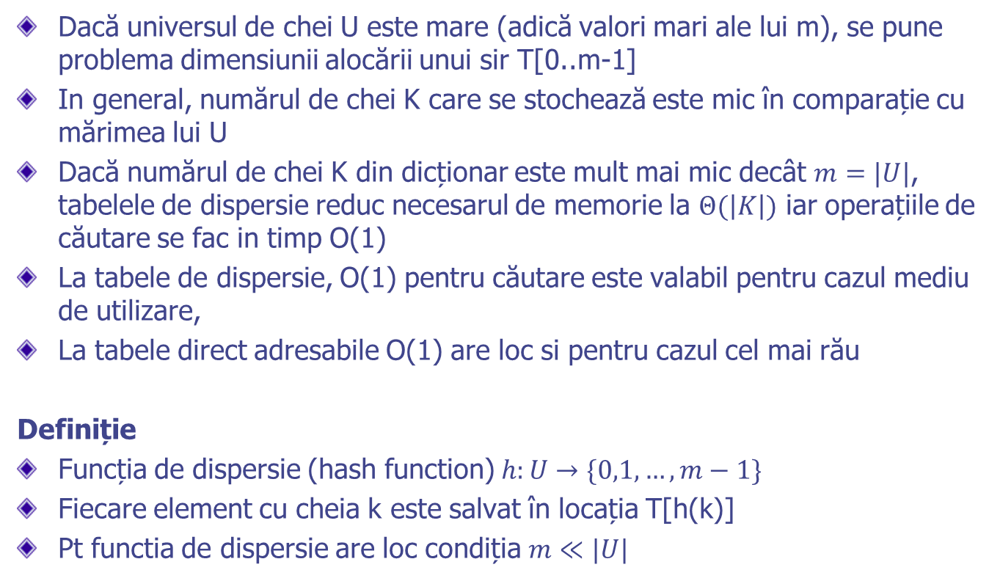 Dacă universul de chei U este mare (adică valori mari ale lui m), se pune
problema dimensiunii alocării unui sir T[0..m-1]
In general, numărul de chei K care se stochează este mic în comparație cu
mărimea lui U
Dacă numărul de chei K din dicționar este mult mai mic decât 𝑚 = |𝑈|,
tabelele de dispersie reduc necesarul de memorie la Θ(|𝐾|) iar operațiile de
căutare se fac in timp O(1)
La tabele de dispersie, O(1) pentru căutare este valabil pentru cazul mediu
de utilizare,
La tabele direct adresabile O(1) are loc si pentru cazul cel mai rău
Definiție
Funcția de dispersie (hash function) ℎ: 𝑈 → {0,1, … , 𝑚 − 1}
Fiecare element cu cheia k este salvat în locația T[h(k)]
Pt functia de dispersie are loc condiția 𝑚 ≪ |𝑈|